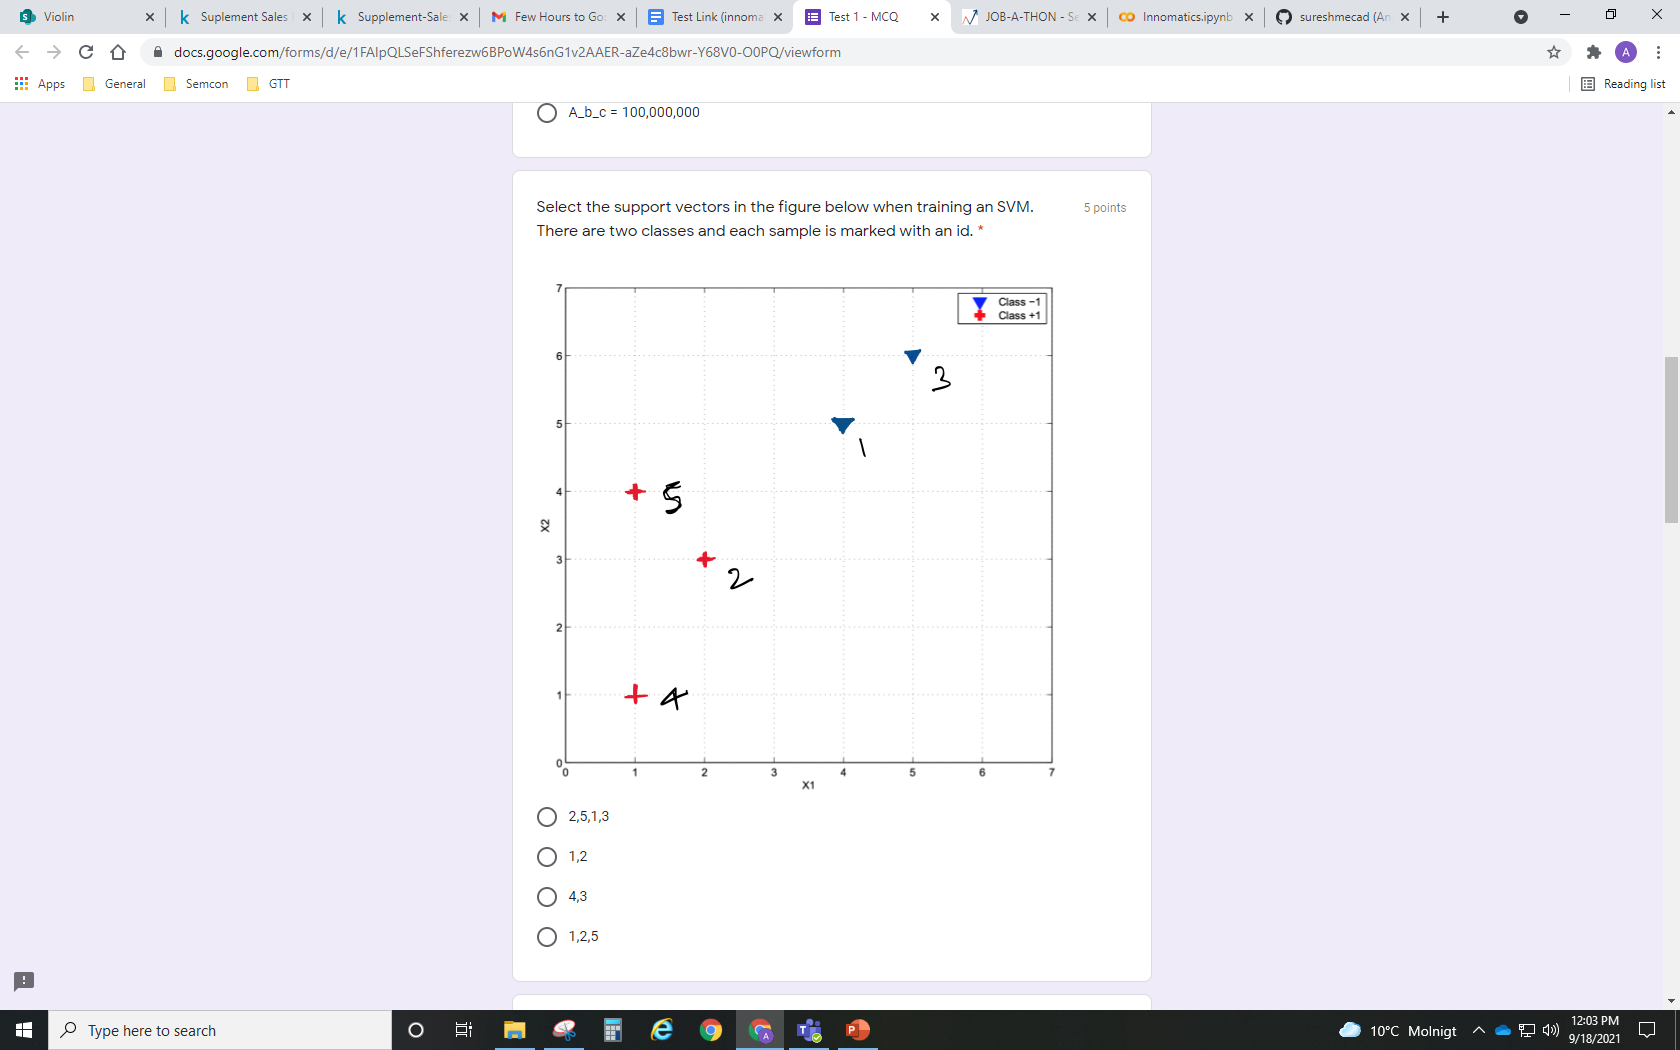 Violin
Suplement Sales
Supplement-Sale
Few Hours to Go
Test Link (innoma
Test 1 - MCQ
JOB-A-THON - Se
Innomatics.ipynb
sureshmecad (An
docs.google.com/forms/d/e/1FAIpQLSeFShferezw6BPoW4s6nG1v2AAER-aZe4c8bwr-Y68V0-O0PQ/viewform
A
Apps
General
Semcon
GTT
Reading list
A_b_c = 100,000,000
Select the support vectors in the figure below when training an SVM.
5 points
There are two classes and each sample is marked with an id. *
7
Class −1
Class +1
6
3
5
1
4
5
X2
3
2
2
1
4
0
0 1 2 3 4 5 6 7
X1
2,5,1,3
1,2
4,3
1,2,5
Type here to search
10°C Molnigt
12:03 PM
9/18/2021